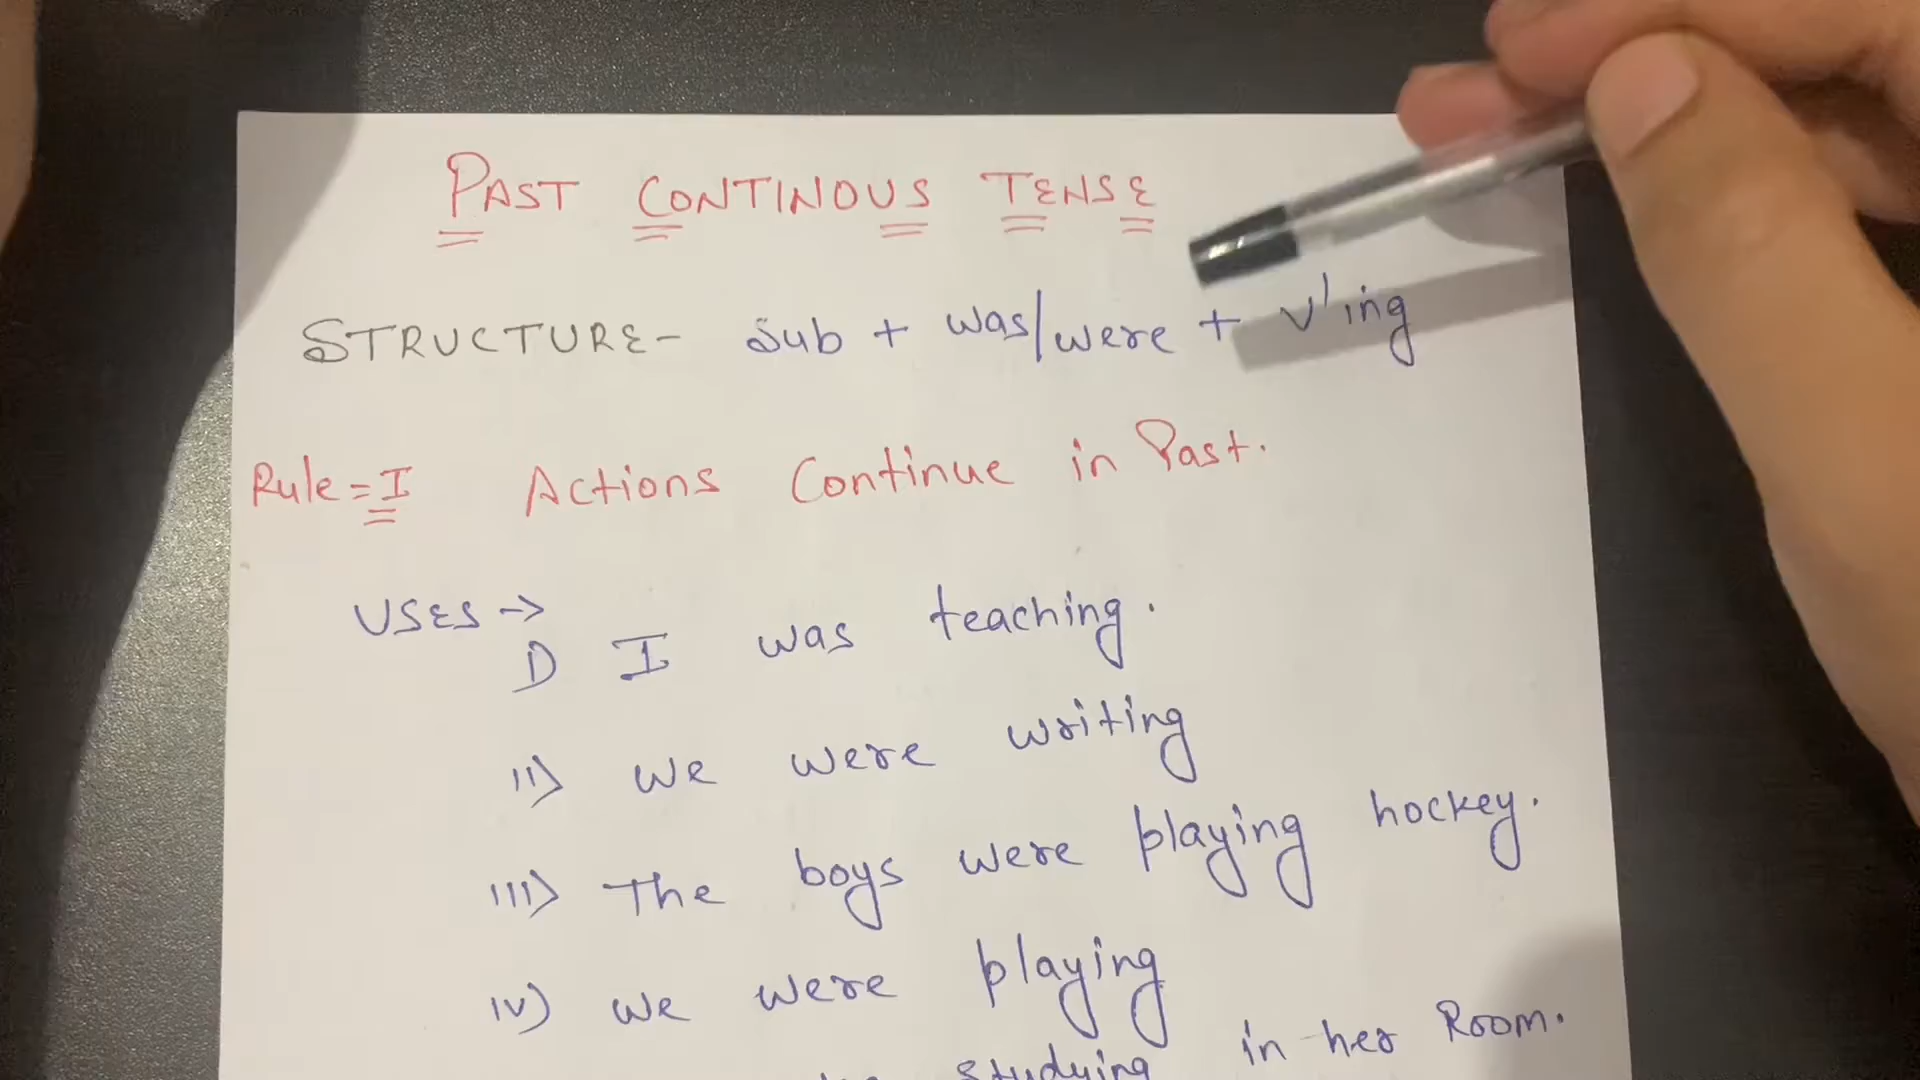 PAST CONTINOUS TENSE
STRUCTURE- Sub + was/were + v'ing
Rule=I Actions Continue in Past.
USES →
I) I was teaching.
II) we were writing
III) The boys were playing hockey.
IV) we were playing
studying in her Room.